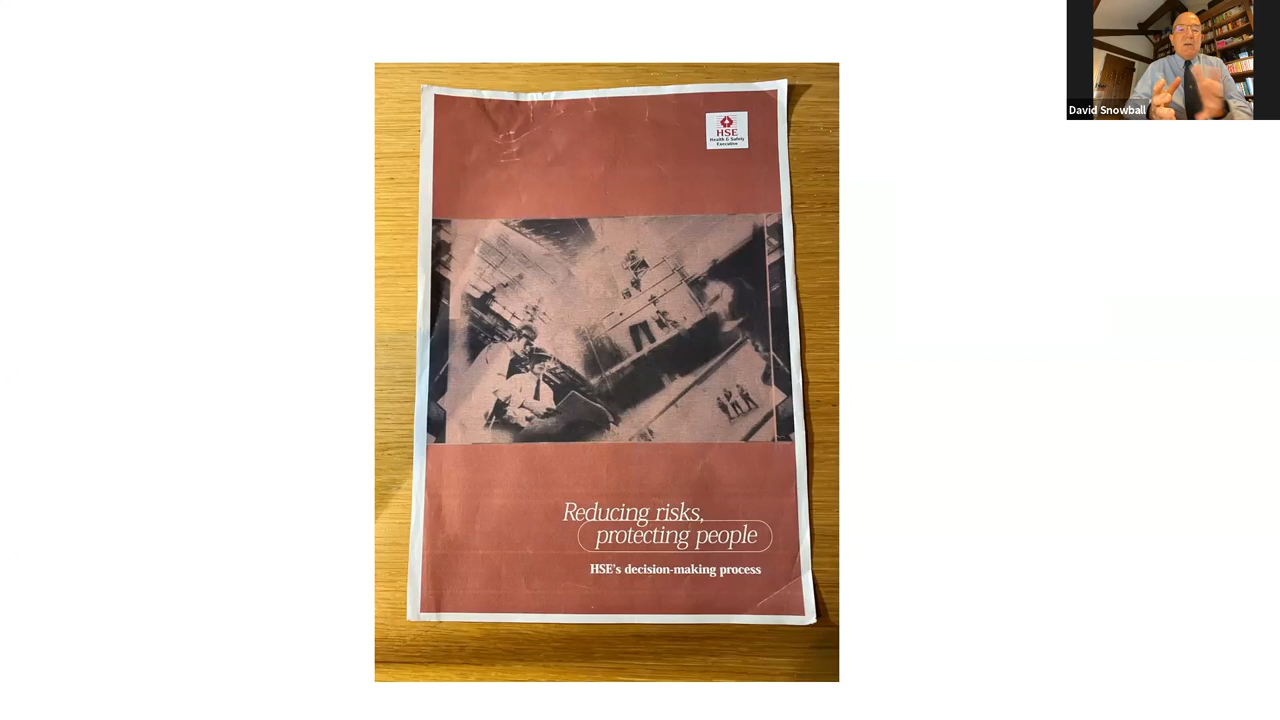 David Snowball
HSE
Health & Safety
Executive
Reducing risks,
protecting people
HSE's decision-making process